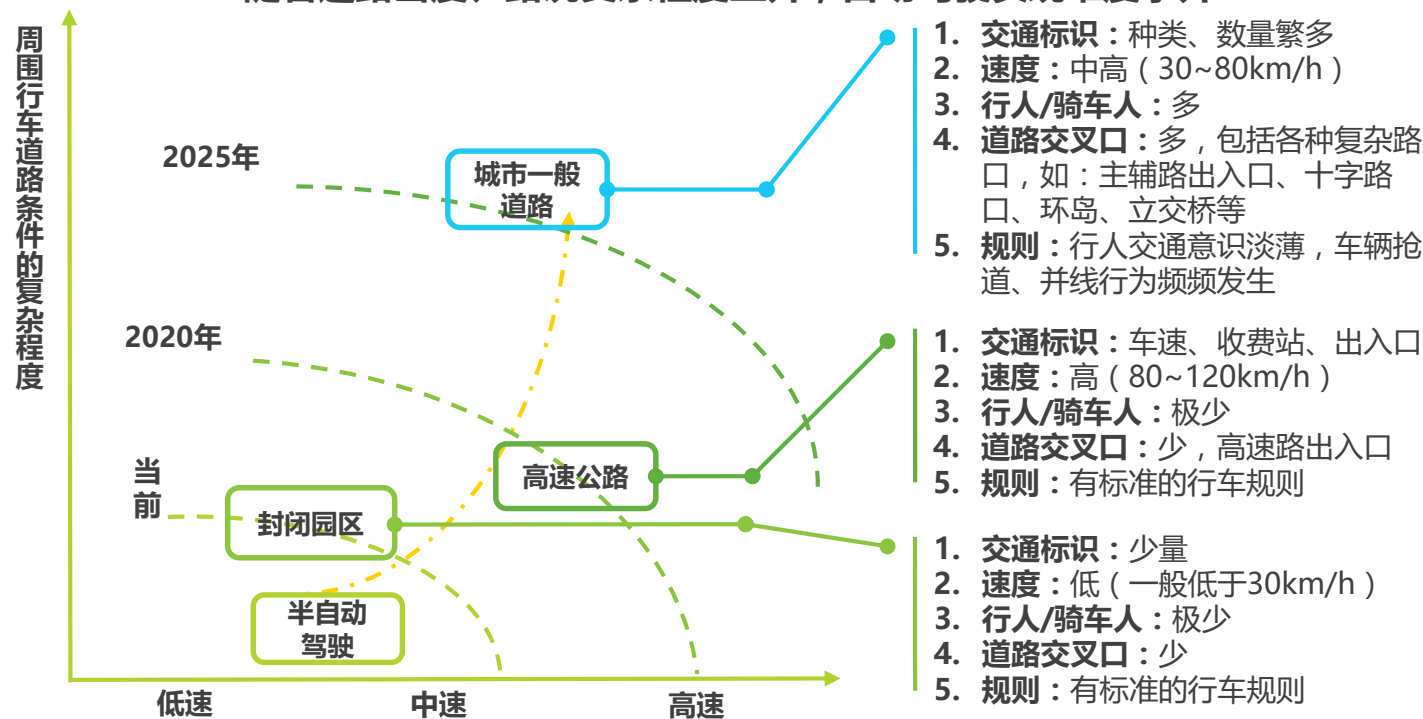 周围行车道路条件的复杂程度
2025年
城市一般
道路
2020年
高速公路
当前
封闭园区
半自动
驾驶
低速
中速
高速
1. 交通标识：种类、数量繁多
2. 速度：中高（30~80km/h）
3. 行人/骑车人：多
4. 道路交叉口：多，包括各种复杂路
口，如：主辅路出入口、十字路
口、环岛、立交桥等
5. 规则：行人交通意识淡薄，车辆抢
道、并线行为频频发生
1. 交通标识：车速、收费站、出入口
2. 速度：高（80~120km/h）
3. 行人/骑车人：极少
4. 道路交叉口：少，高速路出入口
5. 规则：有标准的行车规则
1. 交通标识：少量
2. 速度：低（一般低于30km/h）
3. 行人/骑车人：极少
4. 道路交叉口：少
5. 规则：有标准的行车规则